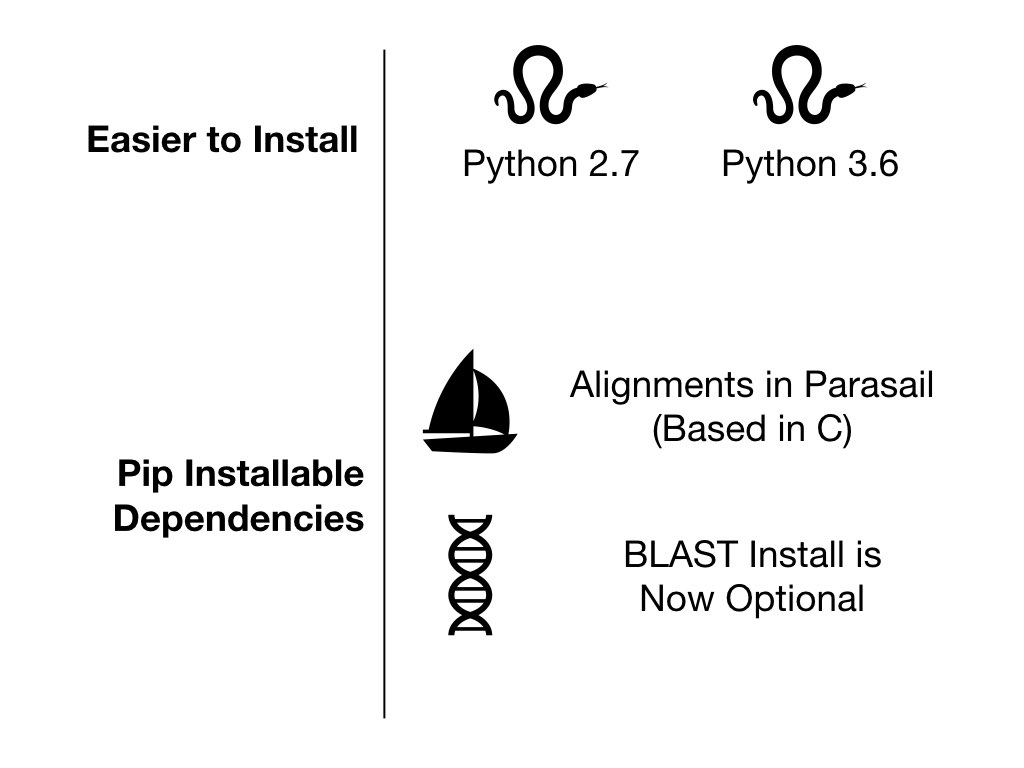 Easier to Install
Python 2.7
Python 3.6
Pip Installable
Dependencies
Alignments in Parasail
(Based in C)
BLAST Install is
Now Optional